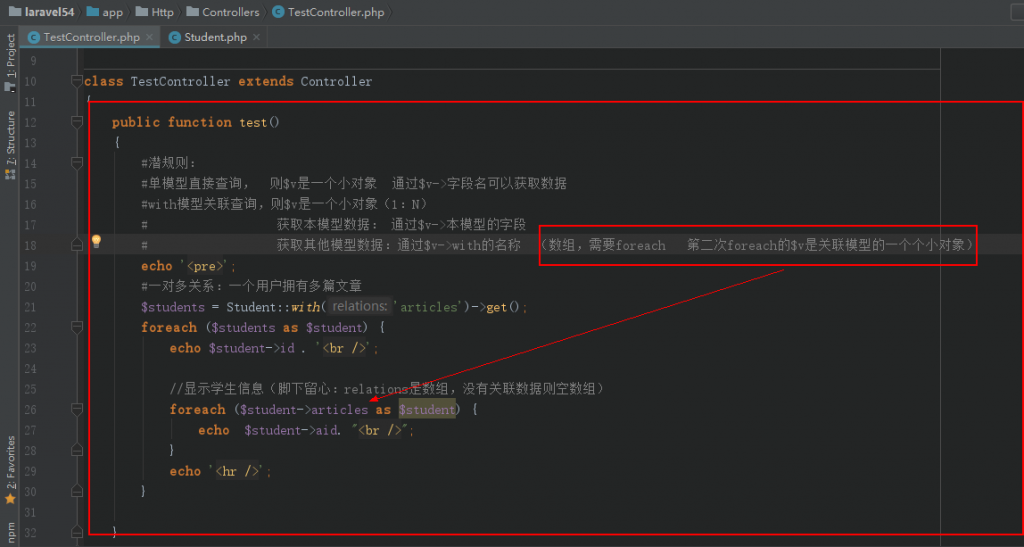 laravel54 app Http Controllers TestController.php
TestController.php Student.php
1: Project
7: Structure
2: Favorites
npm
9
10 class TestController extends Controller
11 {
12 public function test()
13 {
14 #潜规则:
15 #单模型直接查询, 则$v是一个小对象 通过$v->字段名可以获取数据
16 #with模型关联查询,则$v是一个小对象(1:N)
17 # 获取本模型数据: 通过$v->本模型的字段
18 # 获取其他模型数据:通过$v->with的名称 (数组,需要foreach 第二次foreach的$v是关联模型的一个个小对象)
19 echo '<pre>';
20 #一对多关系:一个用户拥有多篇文章
21 $students = Student::with( relations: 'articles')->get();
22 foreach ($students as $student) {
23 echo $student->id . '<br />';
24
25 //显示学生信息(脚下留心:relations是数组,没有关联数据则空数组)
26 foreach ($student->articles as $student) {
27 echo $student->aid. "<br />";
28 }
29 echo '<hr />';
30 }
31
32 }